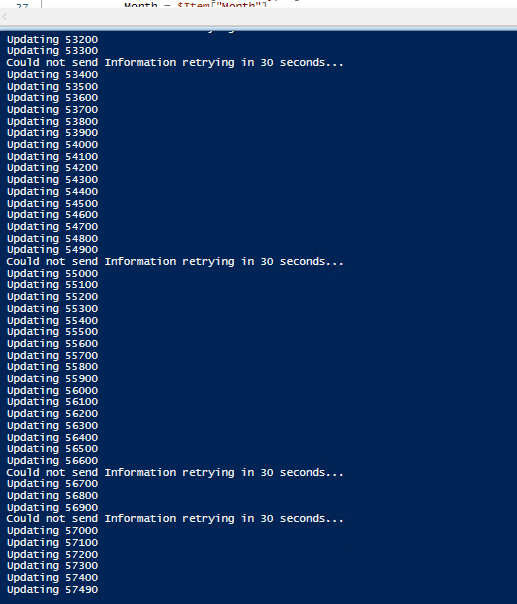 27 Month = $Item["Month"]
Updating 53200
Updating 53300
Could not send Information retrying in 30 seconds...
Updating 53400
Updating 53500
Updating 53600
Updating 53700
Updating 53800
Updating 53900
Updating 54000
Updating 54100
Updating 54200
Updating 54300
Updating 54400
Updating 54500
Updating 54600
Updating 54700
Updating 54800
Updating 54900
Could not send Information retrying in 30 seconds...
Updating 55000
Updating 55100
Updating 55200
Updating 55300
Updating 55400
Updating 55500
Updating 55600
Updating 55700
Updating 55800
Updating 55900
Updating 56000
Updating 56100
Updating 56200
Updating 56300
Updating 56400
Updating 56500
Updating 56600
Could not send Information retrying in 30 seconds...
Updating 56700
Updating 56800
Updating 56900
Could not send Information retrying in 30 seconds...
Updating 57000
Updating 57100
Updating 57200
Updating 57300
Updating 57400
Updating 57490